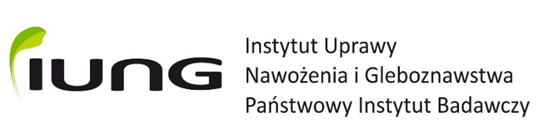 IUNG
Instytut Uprawy
Nawożenia i Gleboznawstwa
Państwowy Instytut Badawczy